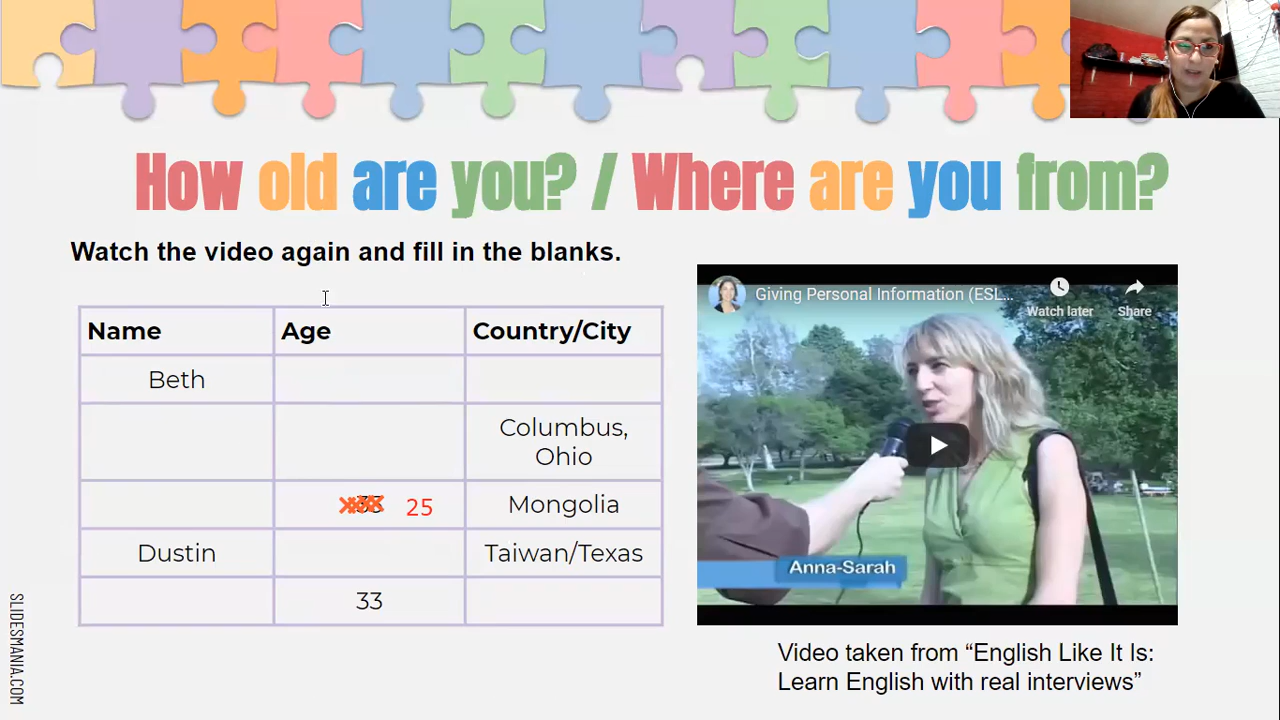 How old are you? / Where are you from?
Watch the video again and fill in the blanks.
Name Age Country/City
Beth
Columbus,
Ohio
25 Mongolia
Dustin Taiwan/Texas
33
Giving Personal Information (ESL...
Watch later Share
Anna-Sarah
Video taken from “English Like It Is:
Learn English with real interviews”
SLIDESMANIA.COM